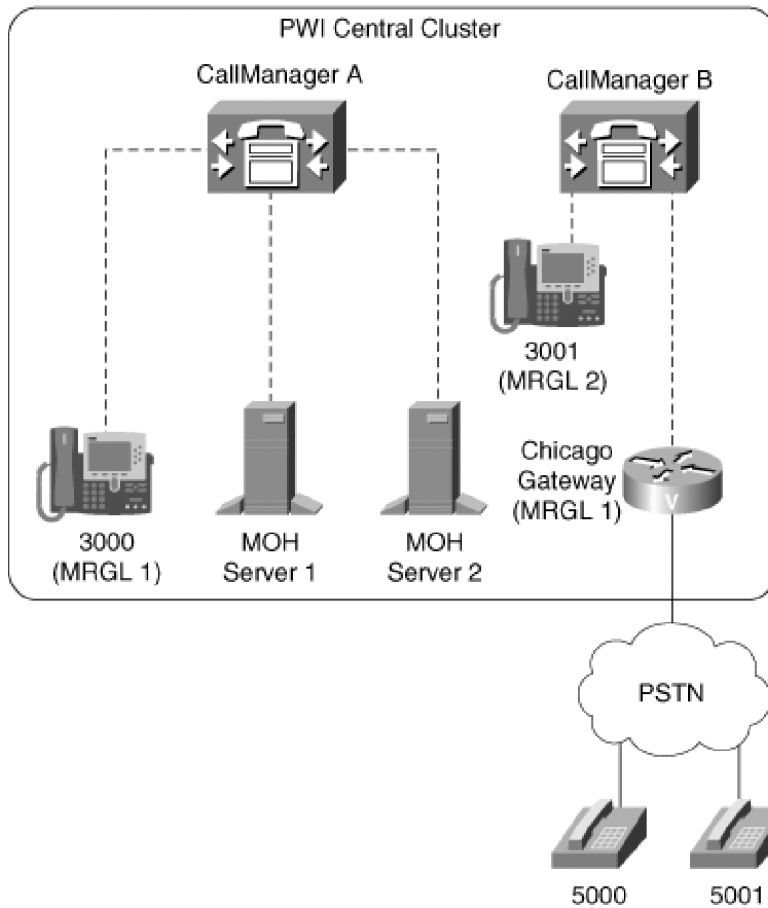 PWI Central Cluster
CallManager A
CallManager B
3001
(MRGL 2)
Chicago
Gateway
(MRGL 1)
V
3000
(MRGL 1)
MOH
Server 1
MOH
Server 2
PSTN
5000
5001